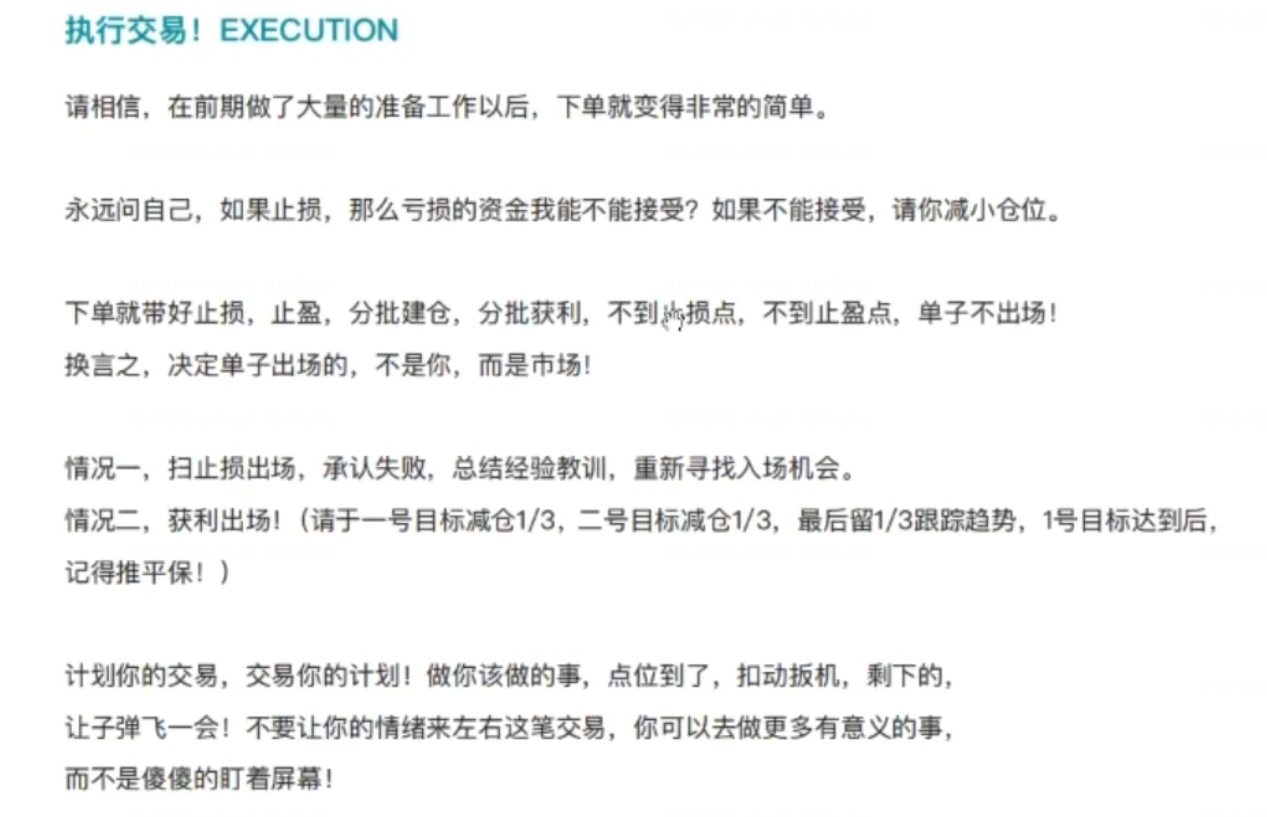 执行交易！EXECUTION
请相信，在前期做了大量的准备工作以后，下单就变得非常的简单。
永远问自己，如果止损，那么亏损的资金我能不能接受？如果不能接受，请你减小仓位。
下单就带好止损，止盈，分批建仓，分批获利，不到止损点，不到止盈点，单子不出场！
换言之，决定单子出场的，不是你，而是市场！
情况一，扫止损出场，承认失败，总结经验教训，重新寻找入场机会。
情况二，获利出场！（请于一号目标减仓1/3，二号目标减仓1/3，最后留1/3跟踪趋势，1号目标达到后，
记得推平保！）
计划你的交易，交易你的计划！做你该做的事，点位到了，扣动扳机，剩下的，
让子弹飞一会！不要让你的情绪来左右这笔交易，你可以去做更多有意义的事，
而不是傻傻的盯着屏幕！